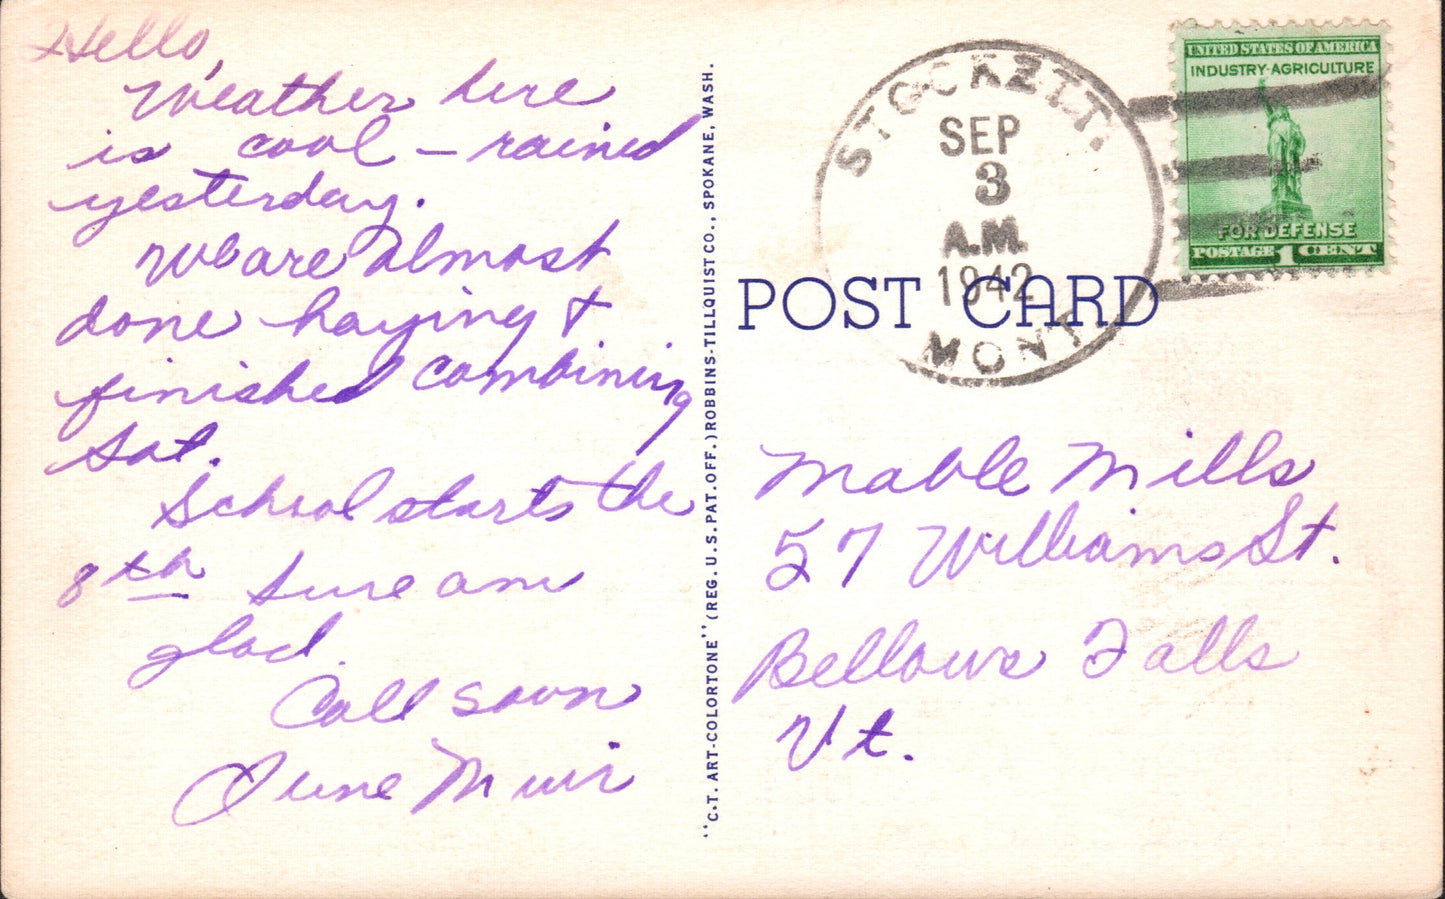 Hello,
Weather here
is cool – rained
yesterday.
We are almost
done haying &
finished combining
Sat.
School starts the
8th Sure am
glad.
Call soon
June Muir
"C.T. ART-COLORTONE" (REG. U.S. PAT. OFF.) ROBBINS-TILLQUIST CO., SPOKANE, WASH.
STOCKETT.
SEP
3
A.M.
1942
MONT.
UNITED STATES OF AMERICA
INDUSTRY-AGRICULTURE
FOR DEFENSE
POSTAGE 1 CENT
POST CARD
Mable Mills
57 Williams St.
Bellows Falls
Vt.